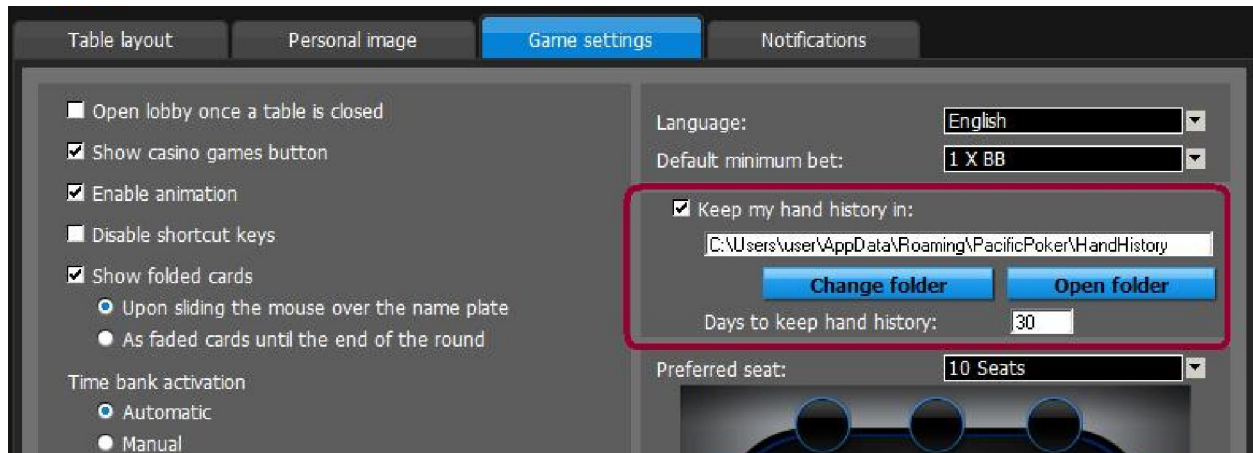 Table layout
Personal image
Game settings
Notifications
Open lobby once a table is closed
Show casino games button
Enable animation
Disable shortcut keys
Show folded cards
Upon sliding the mouse over the name plate
As faded cards until the end of the round
Time bank activation
Automatic
Manual
Language: English
Default minimum bet: 1 X BB
Keep my hand history in:
C:\Users\user\AppData\Roaming\PacificPoker\HandHistory
Change folder Open folder
Days to keep hand history: 30
Preferred seat: 10 Seats